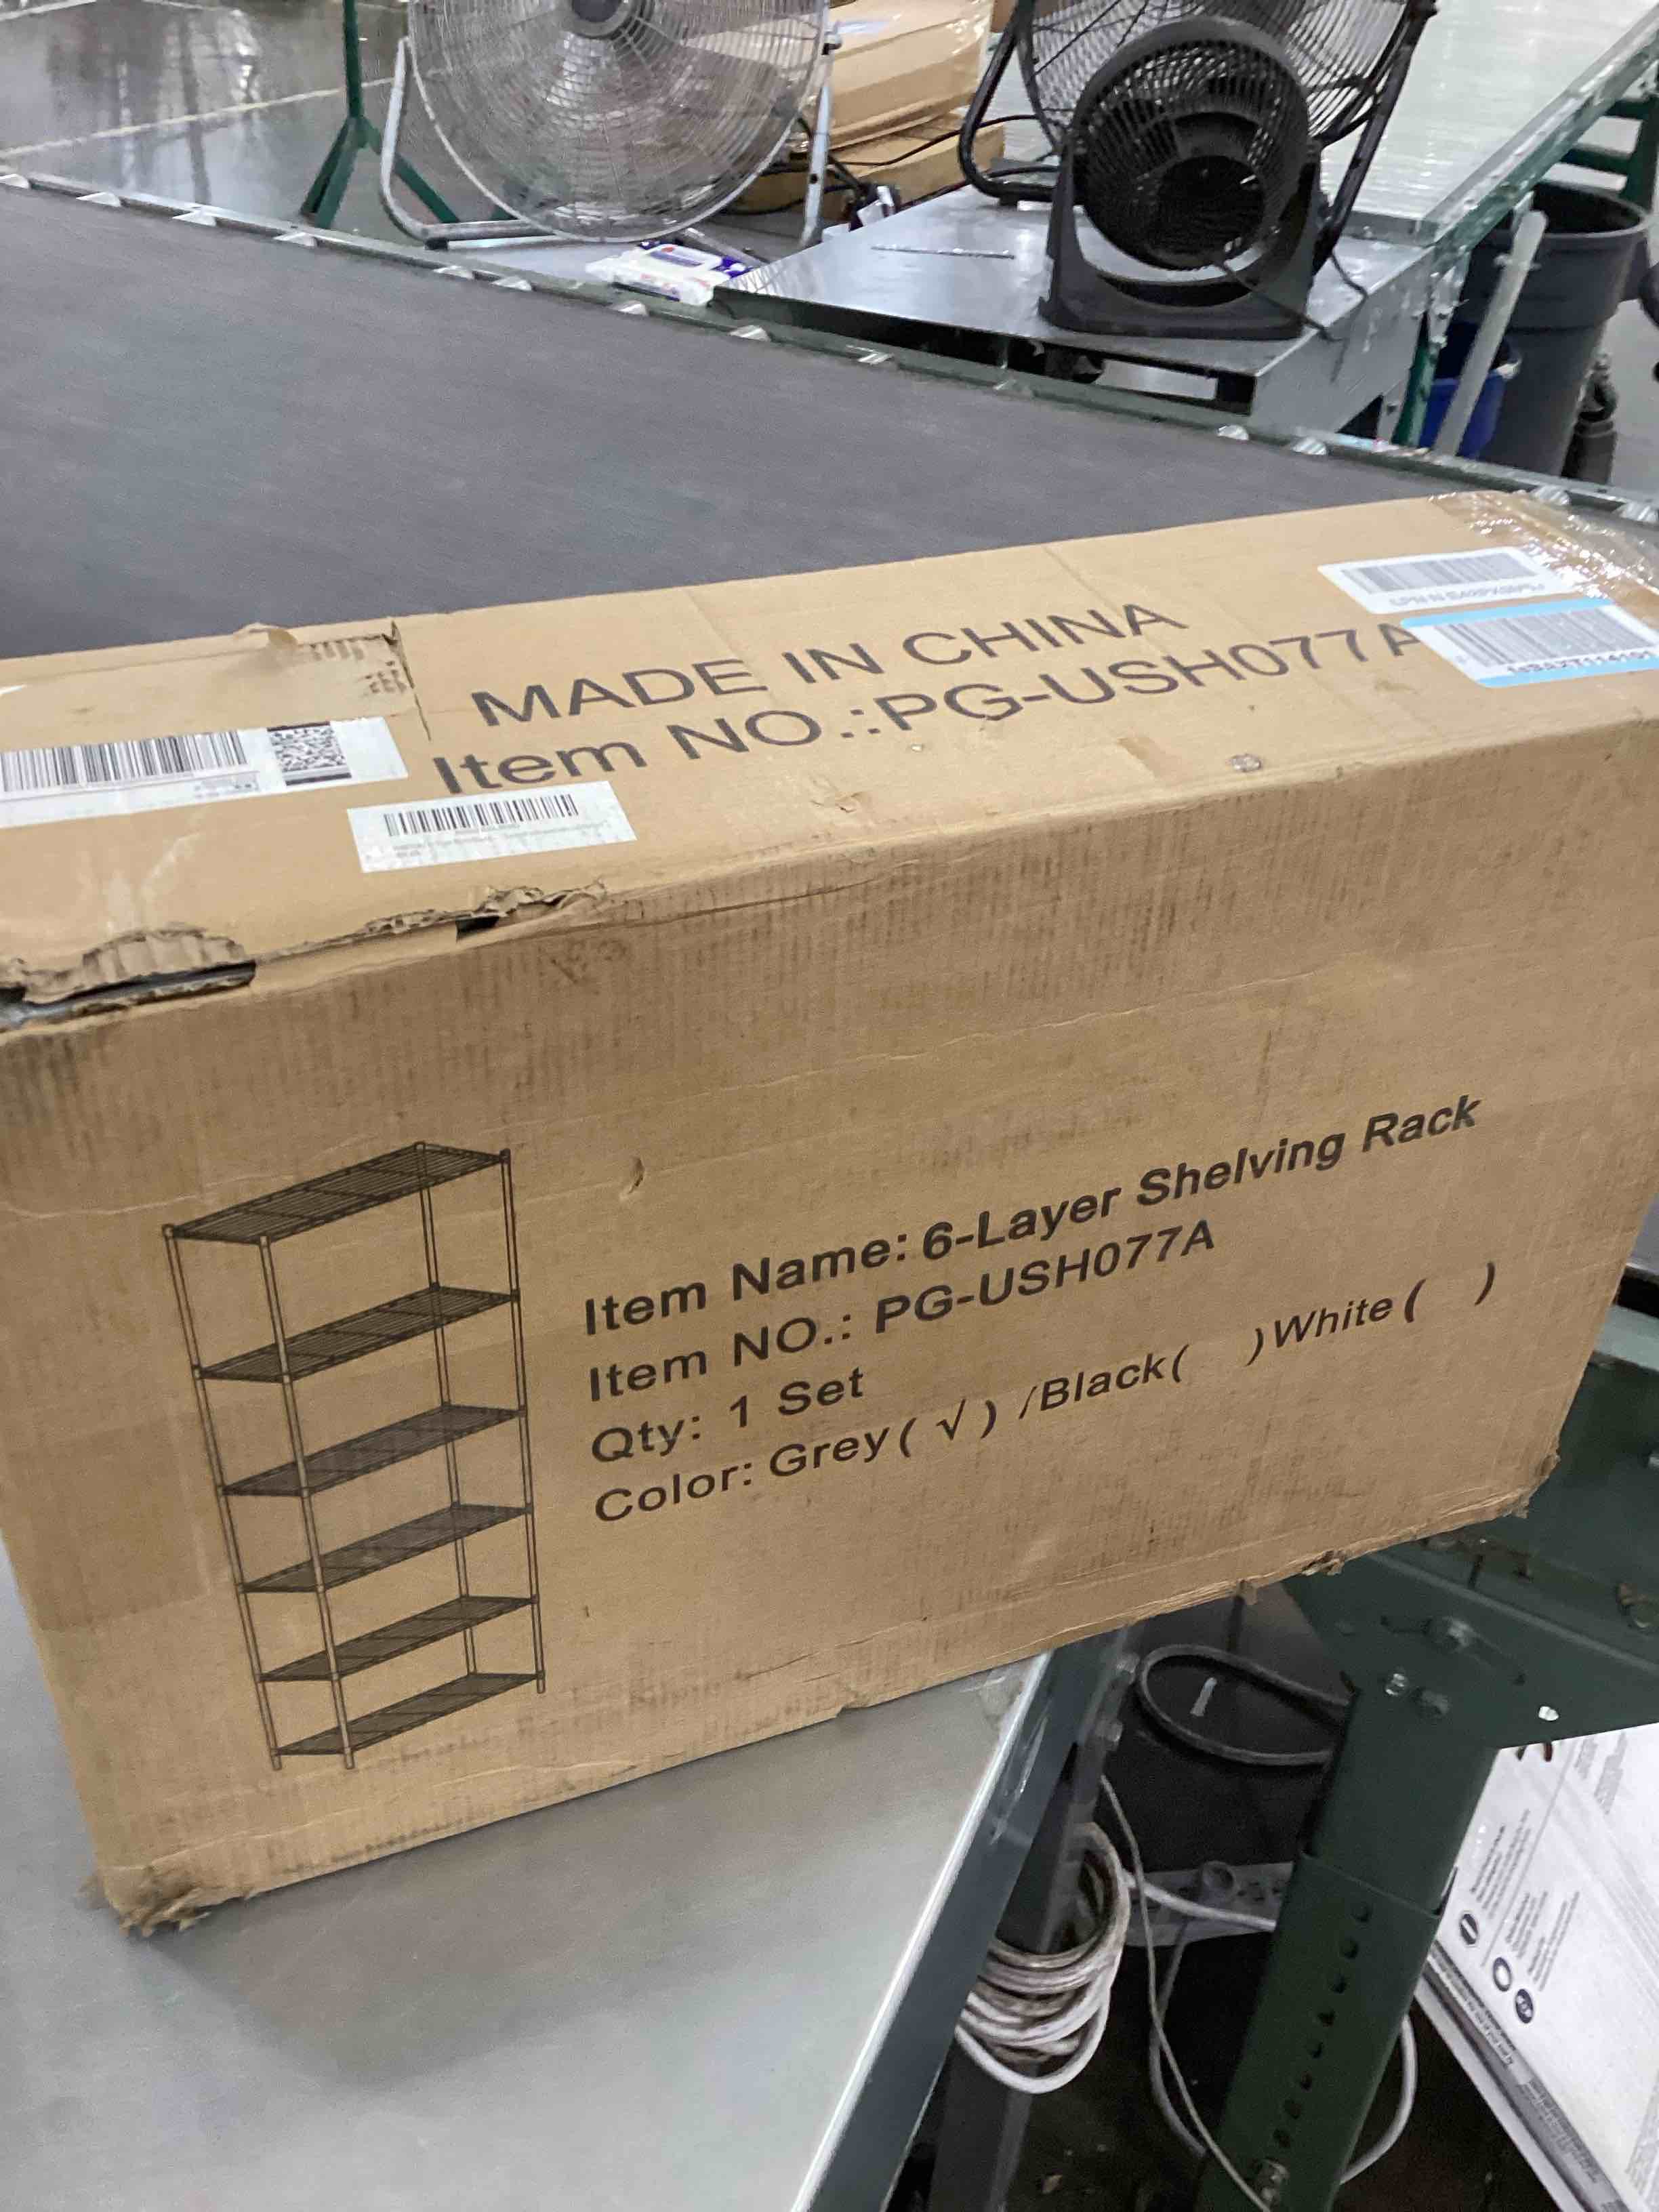 MADE IN CHINA
Item NO.:PG-USH077A
Item Name: 6-Layer Shelving Rack
Item NO.: PG-USH077A
Qty: 1 Set
Color: Grey( √ ) /Black( )White( )